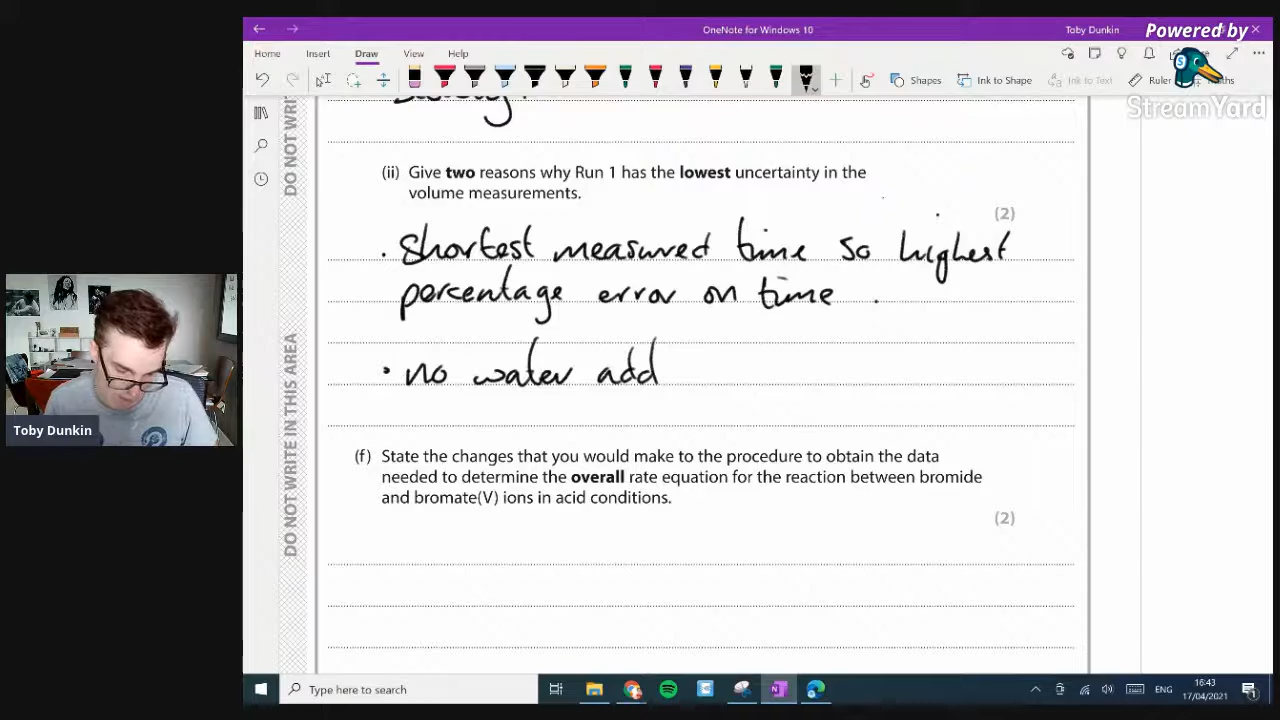 OneNote for Windows 10
Toby Dunkin
Powered by
StreamYard
Home Insert Draw View Help
Shapes Ink to Shape Ink to Text Ruler
DO NOT WRIT
(ii) Give two reasons why Run 1 has the lowest uncertainty in the
volume measurements.
(2)
. shortest measured time so highest
percentage error on time .
• no water add
DO NOT WRITE IN THIS AREA
(f) State the changes that you would make to the procedure to obtain the data
needed to determine the overall rate equation for the reaction between bromide
and bromate(V) ions in acid conditions.
(2)
Toby Dunkin
Type here to search
ENG
16:43
17/04/2021